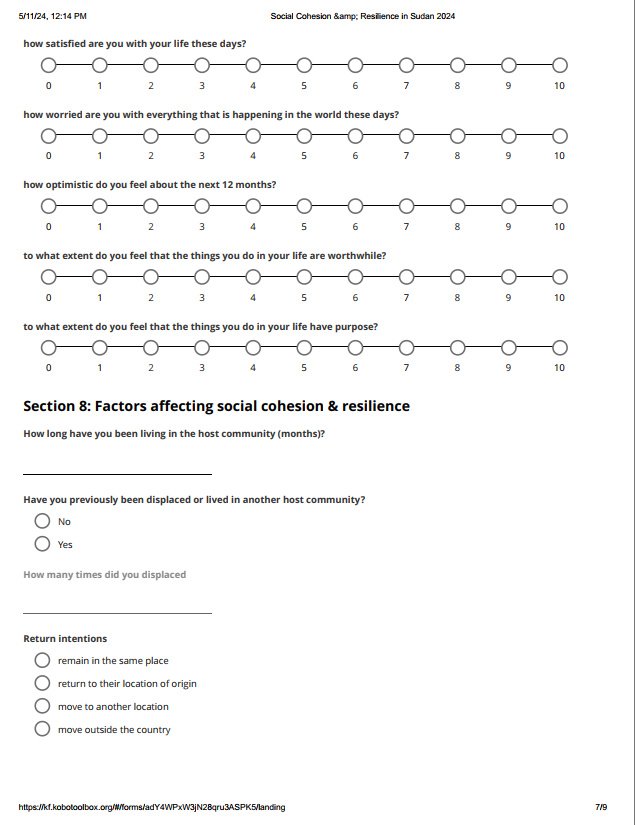 5/11/24, 12:14 PM Social Cohesion &amp; Resilience in Sudan 2024
how satisfied are you with your life these days?
0 1 2 3 4 5 6 7 8 9 10
how worried are you with everything that is happening in the world these days?
0 1 2 3 4 5 6 7 8 9 10
how optimistic do you feel about the next 12 months?
0 1 2 3 4 5 6 7 8 9 10
to what extent do you feel that the things you do in your life are worthwhile?
0 1 2 3 4 5 6 7 8 9 10
to what extent do you feel that the things you do in your life have purpose?
0 1 2 3 4 5 6 7 8 9 10
Section 8: Factors affecting social cohesion & resilience
How long have you been living in the host community (months)?
Have you previously been displaced or lived in another host community?
No
Yes
How many times did you displaced
Return intentions
remain in the same place
return to their location of origin
move to another location
move outside the country
https://kf.kobotoolbox.org/#/forms/adY4WPxW3jN28qru3ASPK5/landing 7/9